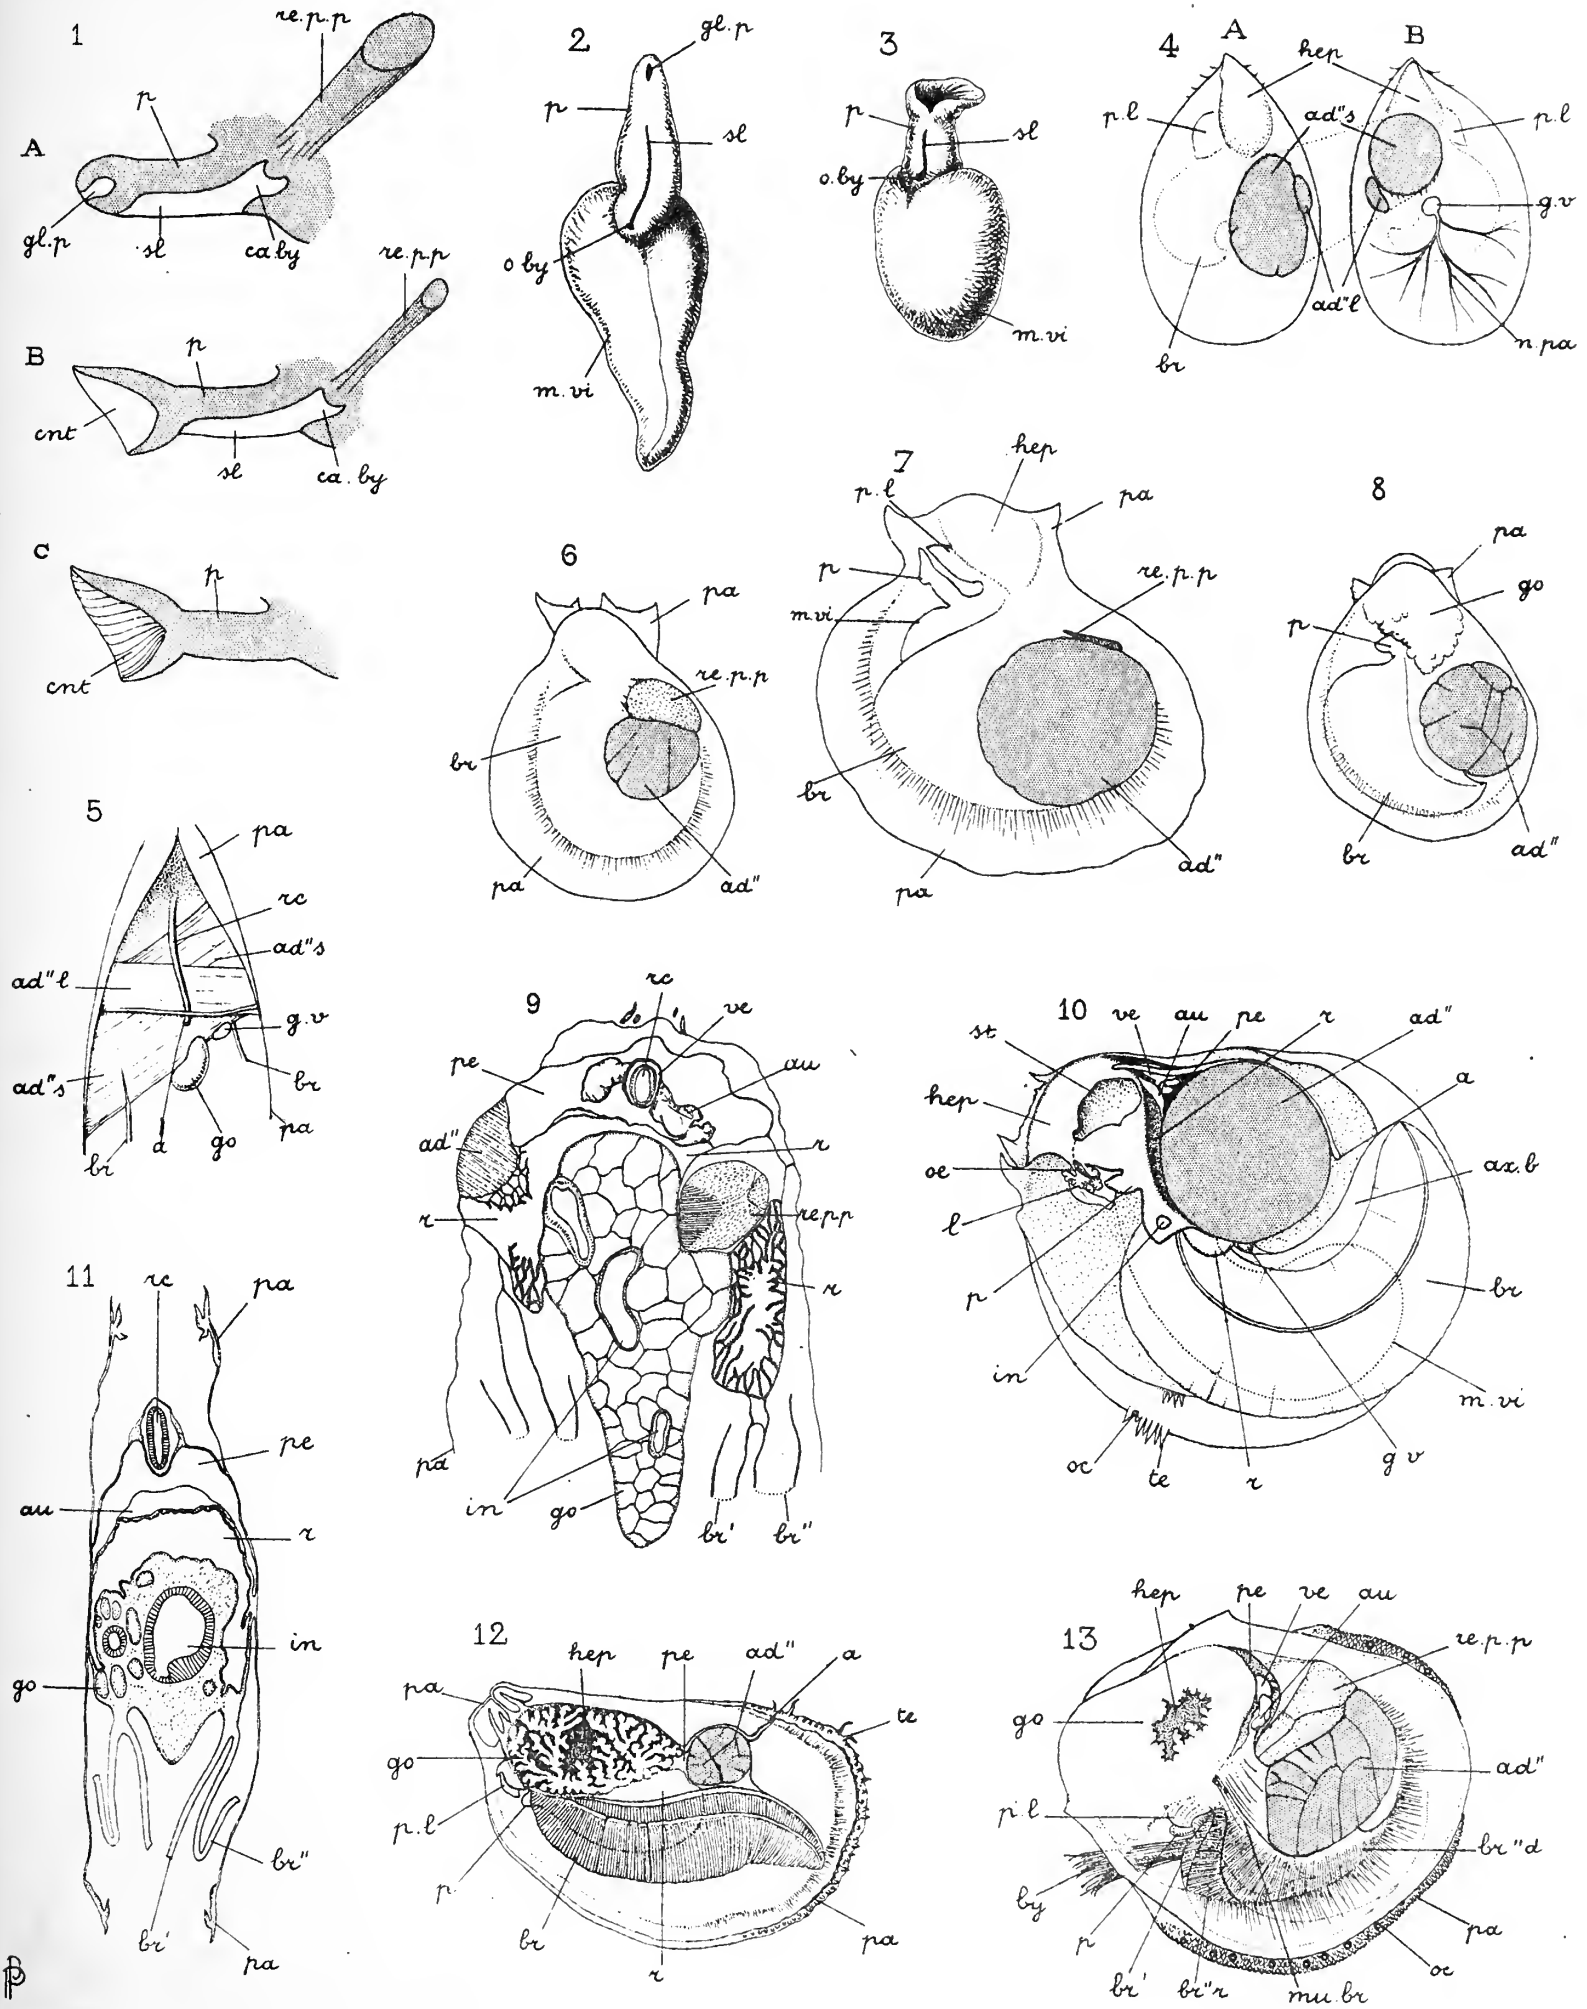 1
re.p.p
p
A
gl.p
sl
ca.by
re.p.p
B
p
cnt
sl
ca.by
C
p
cnt
2
gl.p
p
sl
o.by
m.vi
3
p
sl
o.by
m.vi
4
A
hep
B
p.l
ad"s
p.l
g.v
ad"l
br
n.pa
5
pa
rc
ad"s
ad"l
g.v
ad"s
br
br
d
go
pa
6
pa
re.p.p
br
pa
ad"
7
hep
p.l
pa
p
re.p.p
m.vi
br
pa
ad"
8
pa
go
p
br
ad"
9
rc
ve
pe
au
ad"
r
r
re.p.p
r
pa
in
go
br'
br"
10
ve
au
pe
r
ad"
st
a
hep
oe
ax.b
l
p
br
in
m.vi
oc
te
r
g v
11
rc
pa
pe
au
r
in
go
br"
br'
pa
12
hep
pe
ad"
a
pa
te
go
p.l
p
br
r
pa
13
hep
pe
ve
au
re.p.p
go
ad"
p.l
br"d
by
p
pa
oc
br'
br"r
mu.br